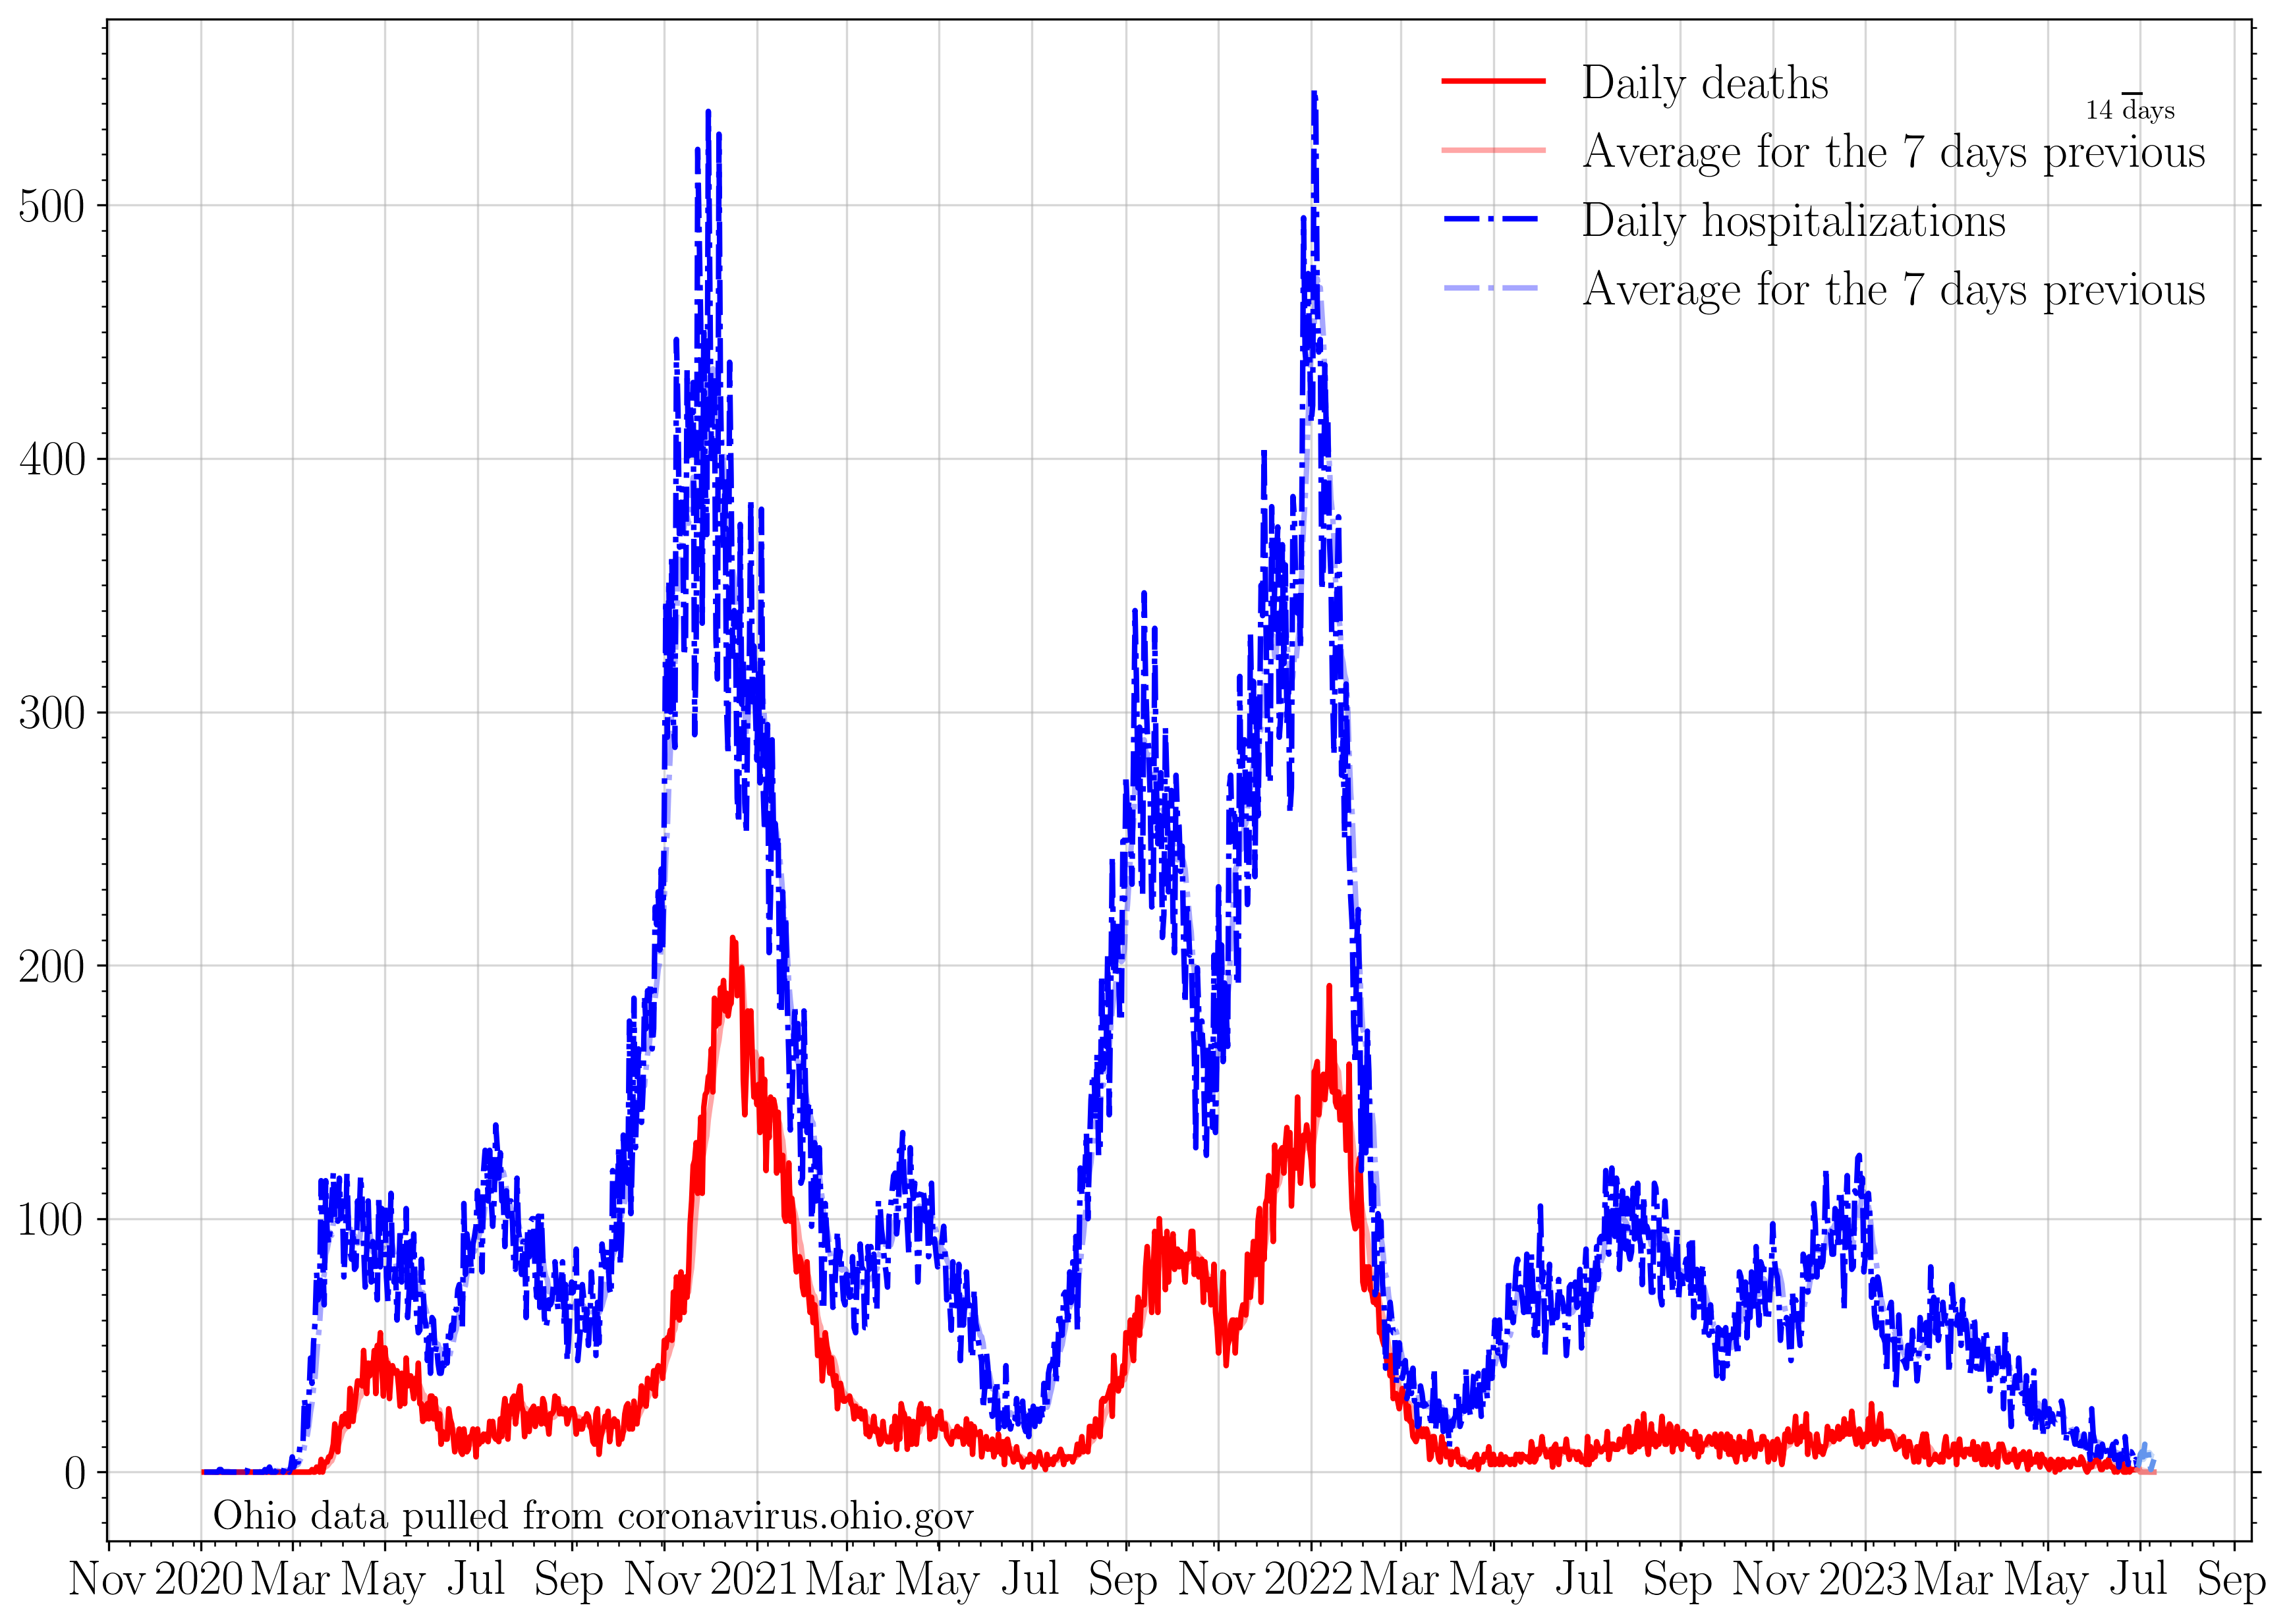 Daily deaths
14 days
Average for the 7 days previous
Daily hospitalizations
Average for the 7 days previous
500
400
300
200
100
0
Ohio data pulled from coronavirus.ohio.gov
Nov 2020 Mar May Jul Sep Nov 2021 Mar May Jul Sep Nov 2022 Mar May Jul Sep Nov 2023 Mar May Jul Sep